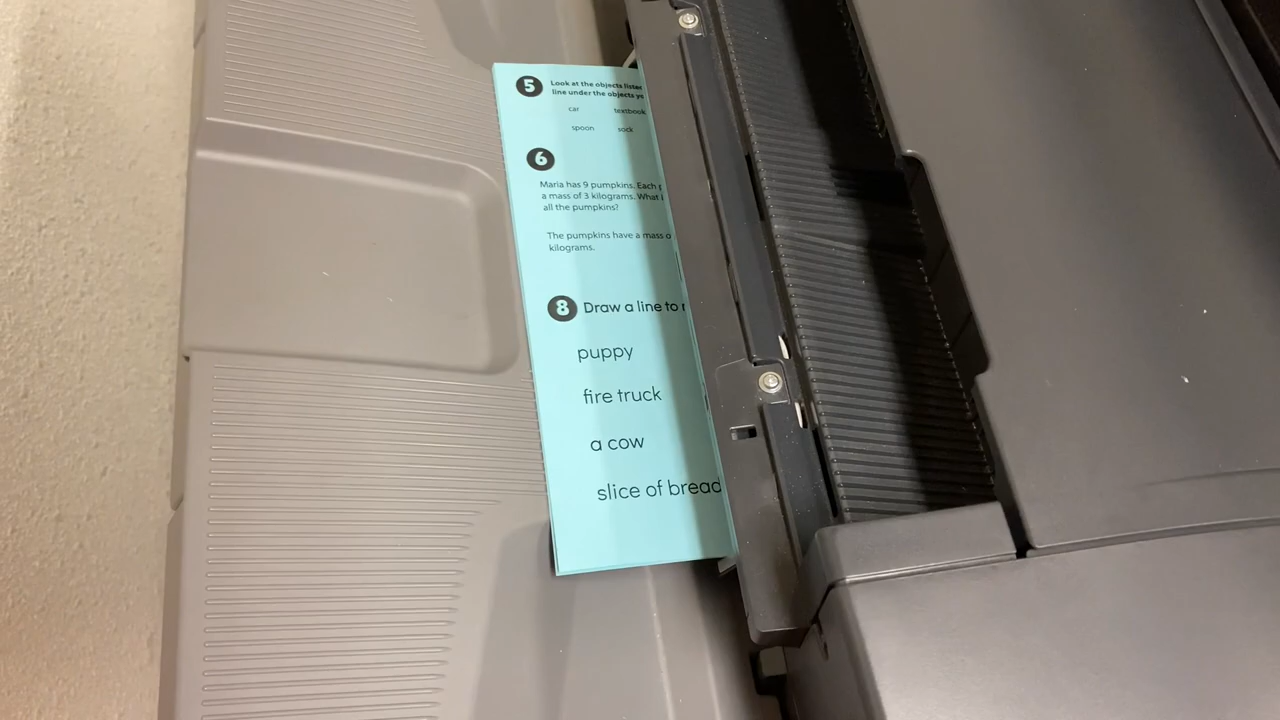 5 Look at the objects listed
line under the objects
car textbook
spoon sock
6
Maria has 9 pumpkins. Each
a mass of 3 kilograms. What
all the pumpkins?
The pumpkins have a mass
kilograms.
8 Draw a line to
puppy
fire truck
a cow
slice of bread